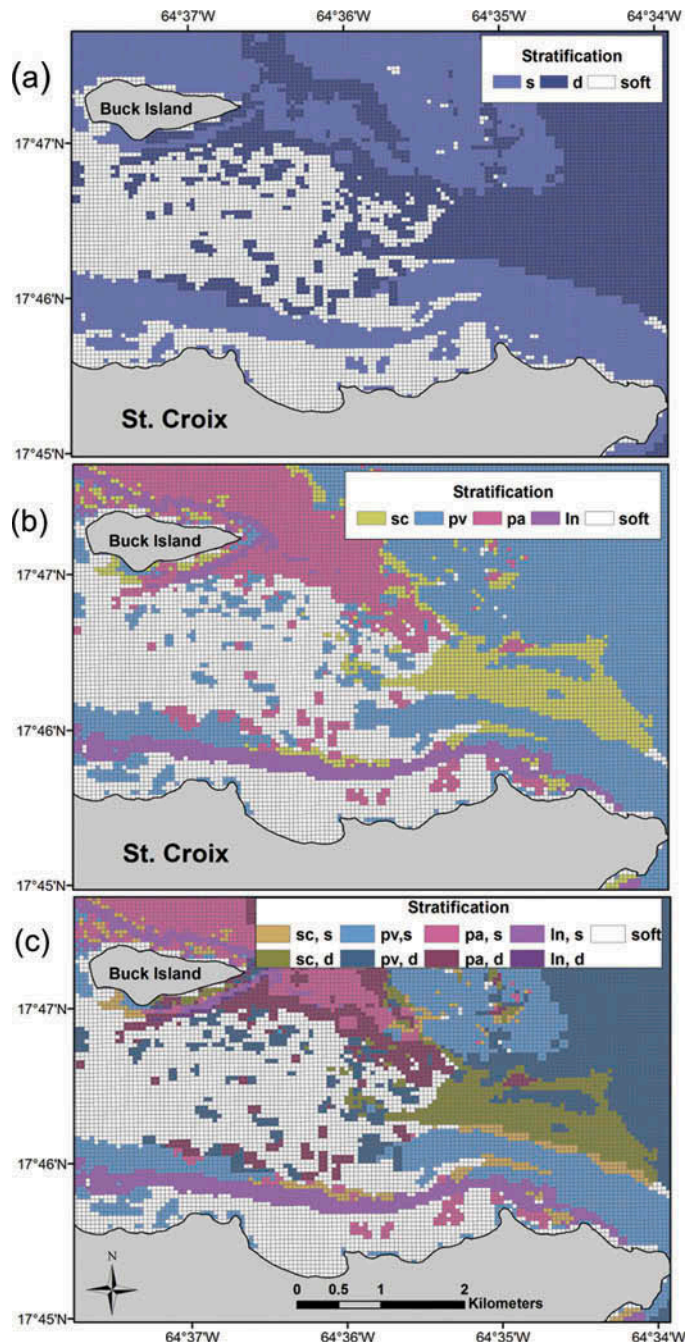 64°37'W 64°36'W 64°35'W 64°34'W
(a)
Stratification
s d soft
Buck Island
17°47'N
17°46'N
St. Croix
17°45'N
(b)
Stratification
sc pv pa ln soft
Buck Island
17°47'N
17°46'N
St. Croix
17°45'N
(c)
Stratification
sc, s pv,s pa, s ln, s soft
sc, d pv, d pa, d ln, d
Buck Island
17°47'N
17°46'N
N
0 0.5 1 2
Kilometers
17°45'N
64°37'W 64°36'W 64°35'W 64°34'W